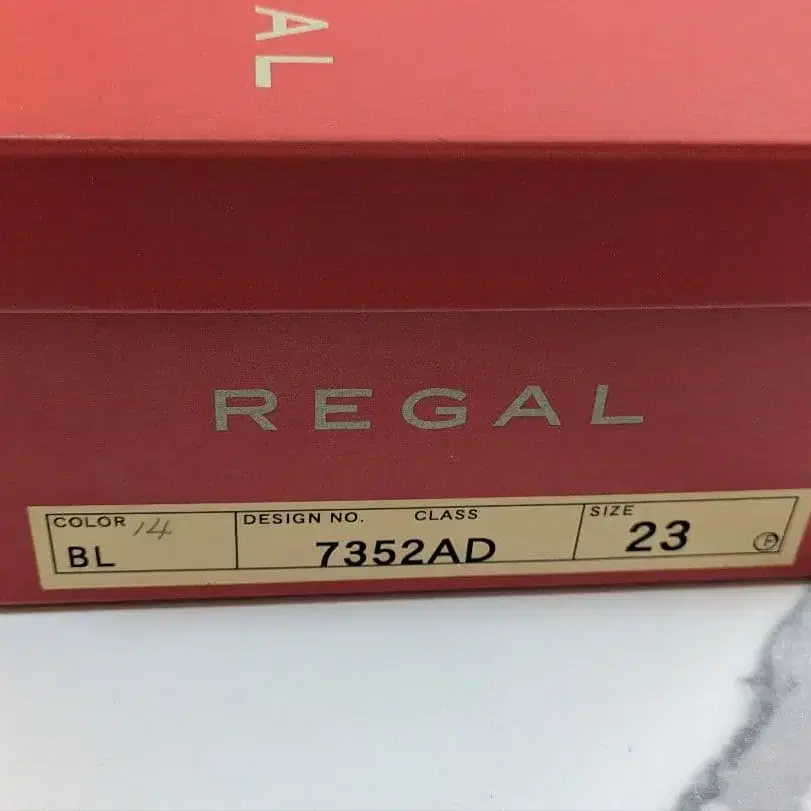 AL
REGAL
COLOR 14 DESIGN NO. CLASS SIZE
BL 7352AD 23